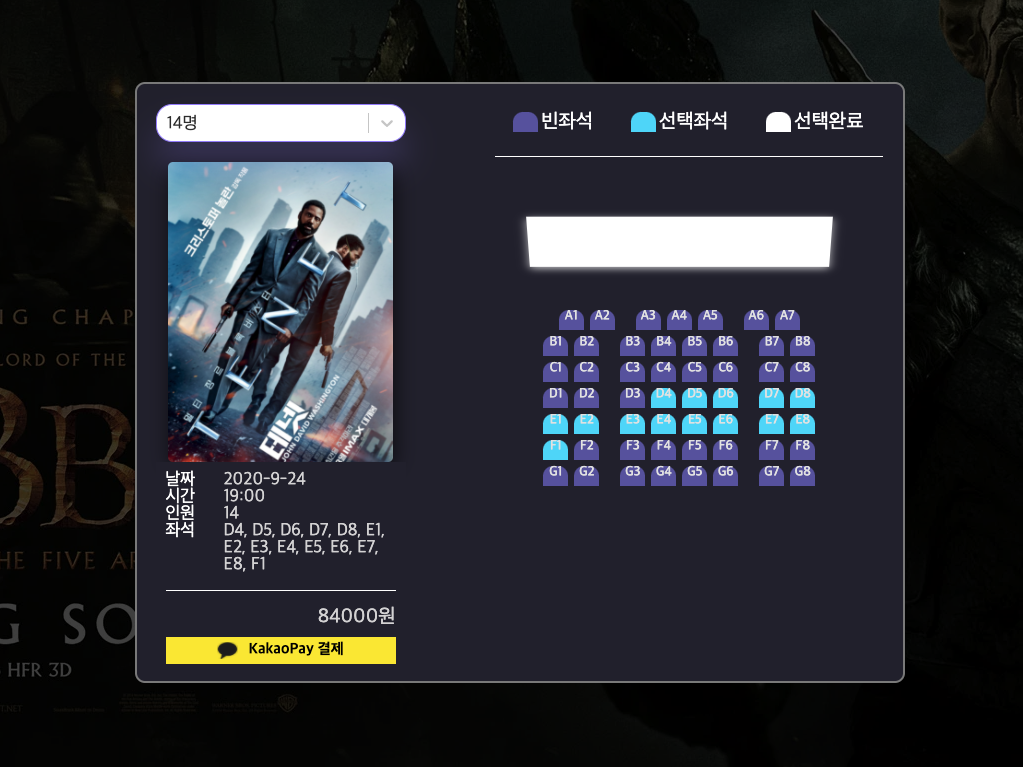 14명
빈좌석 선택좌석 선택완료
크리스토퍼 놀란 감독 작품
TENET
테넷
JOHN DAVID WASHINGTON
A1 A2 A3 A4 A5 A6 A7
B1 B2 B3 B4 B5 B6 B7 B8
C1 C2 C3 C4 C5 C6 C7 C8
D1 D2 D3 D4 D5 D6 D7 D8
E1 E2 E3 E4 E5 E6 E7 E8
F1 F2 F3 F4 F5 F6 F7 F8
G1 G2 G3 G4 G5 G6 G7 G8
날짜 2020-9-24
시간 19:00
인원 14
좌석 D4, D5, D6, D7, D8, E1,
E2, E3, E4, E5, E6, E7,
E8, F1
84000원
KakaoPay 결제
NG CHAP
LORD OF THE
BB
THE FIVE AR
G SO
HFR 3D